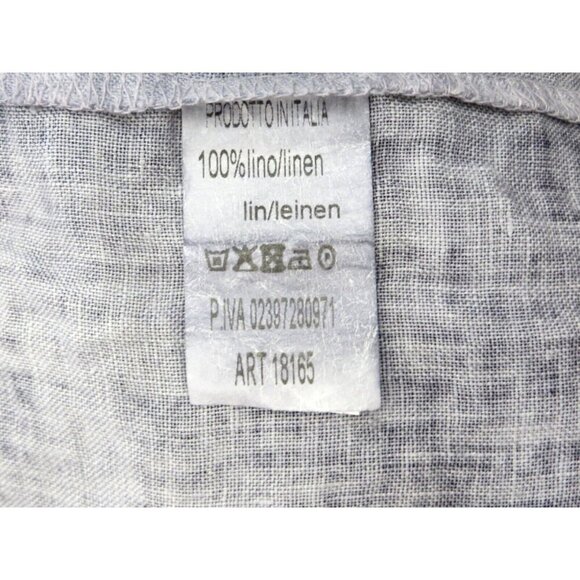 PRODOTTO IN ITALIA
100%lino/linen
lin/leinen
P.IVA 02397280971
ART 18165